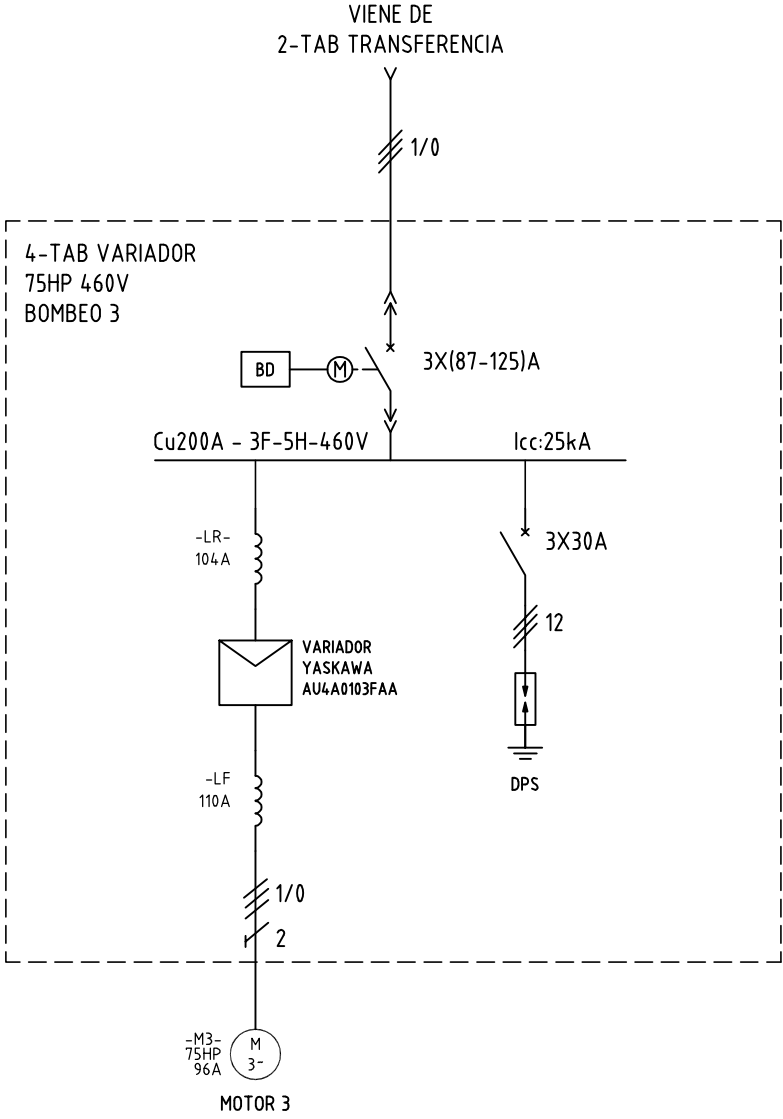 VIENE DE
2-TAB TRANSFERENCIA
1/0
4-TAB VARIADOR
75HP 460V
BOMBEO 3
BD
M
3X(87-125)A
Cu200A - 3F-5H-460V
Icc:25kA
-LR-
104A
3X30A
12
VARIADOR
YASKAWA
AU4A0103FAA
-LF
110A
DPS
1/0
2
-M3-
75HP
96A
M
3~
MOTOR 3